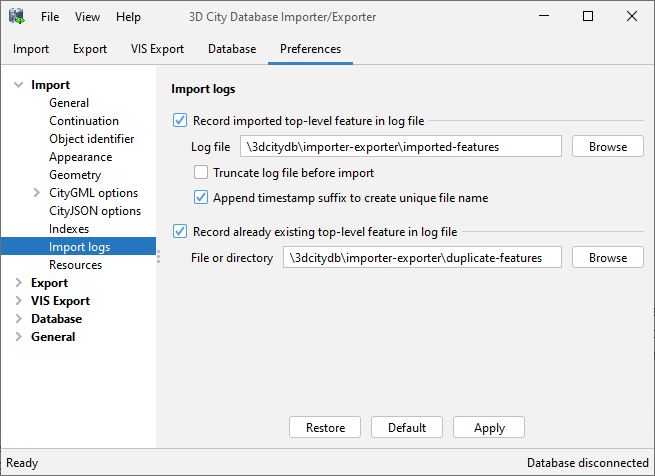 3D City Database Importer/Exporter
File View Help
Import Export VIS Export Database Preferences
Import
General
Continuation
Object identifier
Appearance
Geometry
CityGML options
CityJSON options
Indexes
Import logs
Resources
Export
VIS Export
Database
General
Import logs
Record imported top-level feature in log file
Log file \3dcitydb\importer-exporter\imported-features Browse
Truncate log file before import
Append timestamp suffix to create unique file name
Record already existing top-level feature in log file
File or directory \3dcitydb\importer-exporter\duplicate-features Browse
Restore Default Apply
Ready Database disconnected